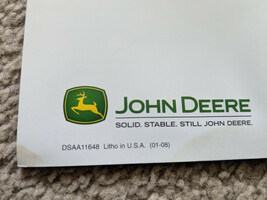 JOHN DEERE
SOLID. STABLE. STILL JOHN DEERE.
DSAA11648 Litho in U.S.A. (01-08)